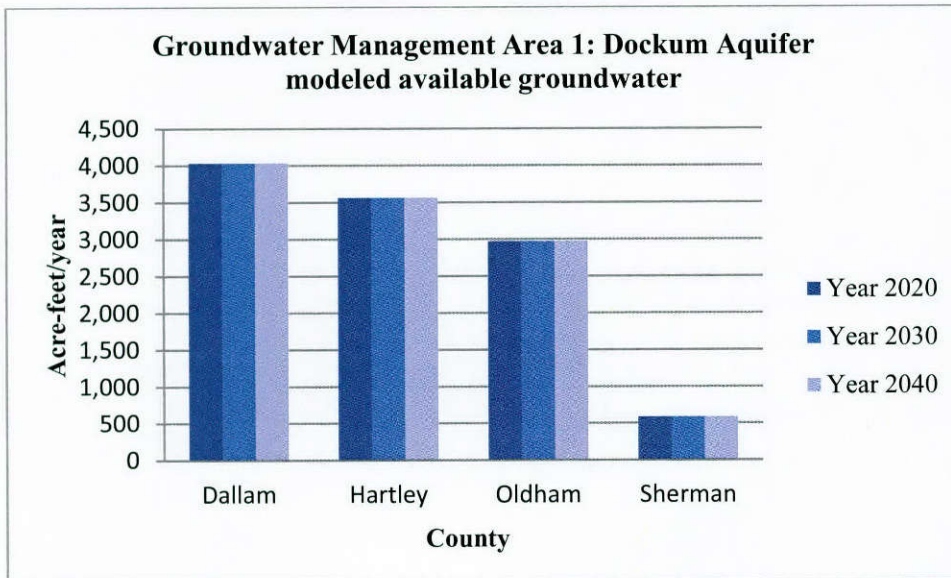 Groundwater Management Area 1: Dockum Aquifer
modeled available groundwater
4,500
4,000
3,500
3,000
2,500
2,000
1,500
1,000
500
0
Acre-feet/year
Dallam Hartley Oldham Sherman
County
Year 2020
Year 2030
Year 2040